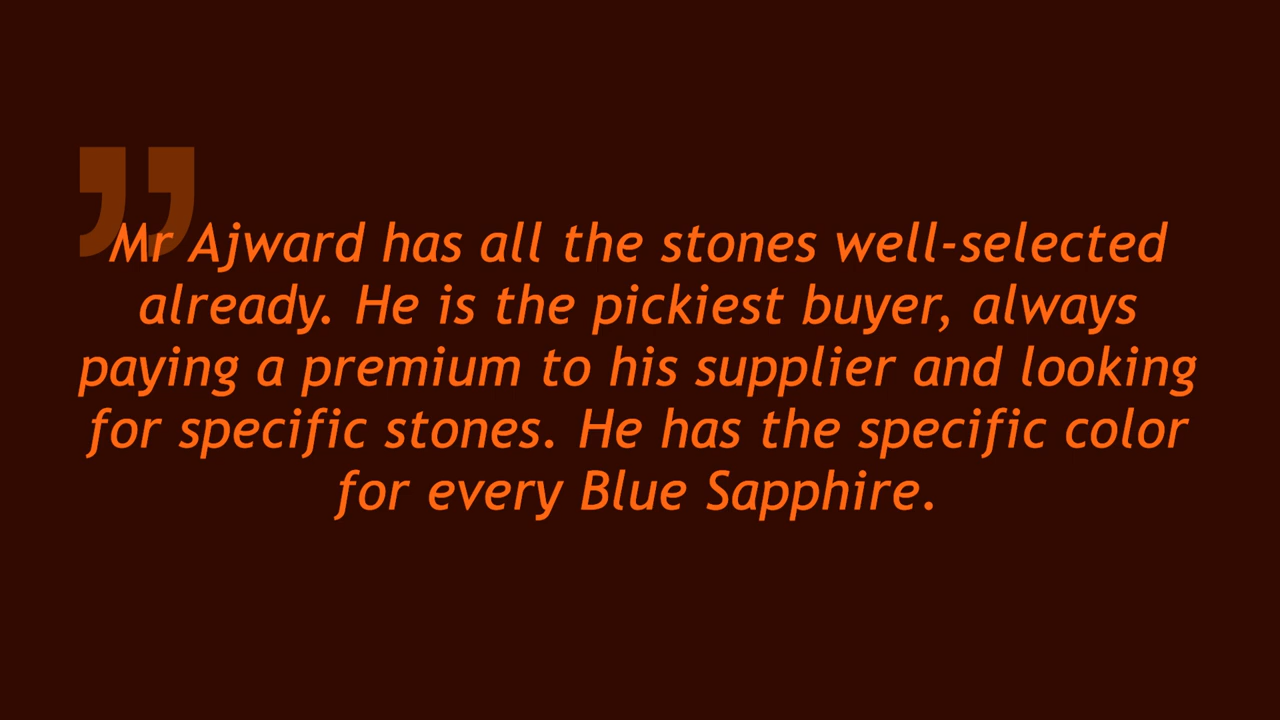 ”
Mr Ajward has all the stones well-selected
already. He is the pickiest buyer, always
paying a premium to his supplier and looking
for specific stones. He has the specific color
for every Blue Sapphire.